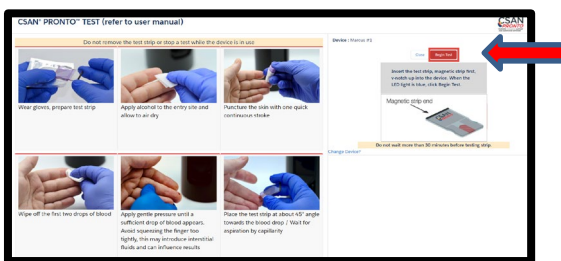 CSAN® PRONTO™ TEST (refer to user manual)
CSAN
PRONTO
Do not remove the test strip or stop a test while the device is in use
Wear gloves, prepare test strip
Apply alcohol to the entry site and
allow to air dry
Puncture the skin with one quick
continuous stroke
Wipe off the first two drops of blood
Apply gentle pressure until a
sufficient drop of blood appears.
Avoid squeezing the finger too
tightly, this may introduce interstitial
fluids and can influence results
Place the test strip at about 45° angle
towards the blood drop / Wait for
aspiration by capillarity
Device : Marcus #1
Close
Begin Test
Insert the test strip, magnetic strip first,
v-notch up into the device. When the
LED light is blue, click Begin Test
Magnetic strip end
Do not wait more than 30 minutes before testing strip.
Change Device?